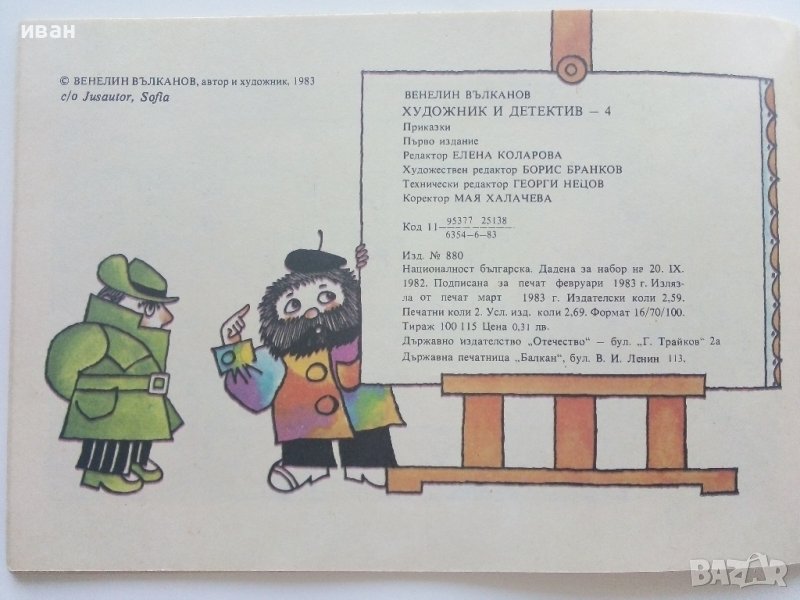 иван
© ВЕНЕЛИН ВЪЛКАНОВ, автор и художник, 1983
c/o Jusautor, Sofia
ВЕНЕЛИН ВЪЛКАНОВ
ХУДОЖНИК И ДЕТЕКТИВ – 4
Приказки
Първо издание
Редактор ЕЛЕНА КОЛАРОВА
Художествен редактор БОРИС БРАНКОВ
Технически редактор ГЕОРГИ НЕЦОВ
Коректор МАЯ ХАЛАЧЕВА
95377 25138
Код 11
6354–6–83
Изд. № 880
Националност българска. Дадена за набор на 20. IX.
1982. Подписана за печат февруари 1983 г. Изляз-
ла от печат март 1983 г. Издателски коли 2,59.
Печатни коли 2. Усл. изд. коли 2,69. Формат 16/70/100.
Тираж 100 115 Цена 0,31 лв.
Държавно издателство „Отечество“ – бул. „Г. Трайков“ 2а
Държавна печатница „Балкан“, бул. В. И. Ленин 113.
BAZAR